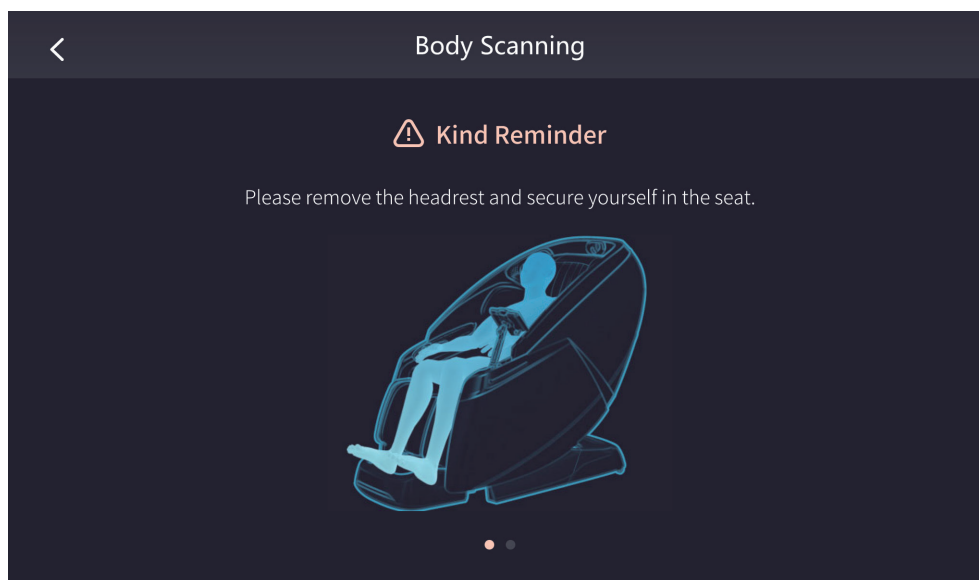 Body Scanning
Kind Reminder
Please remove the headrest and secure yourself in the seat.